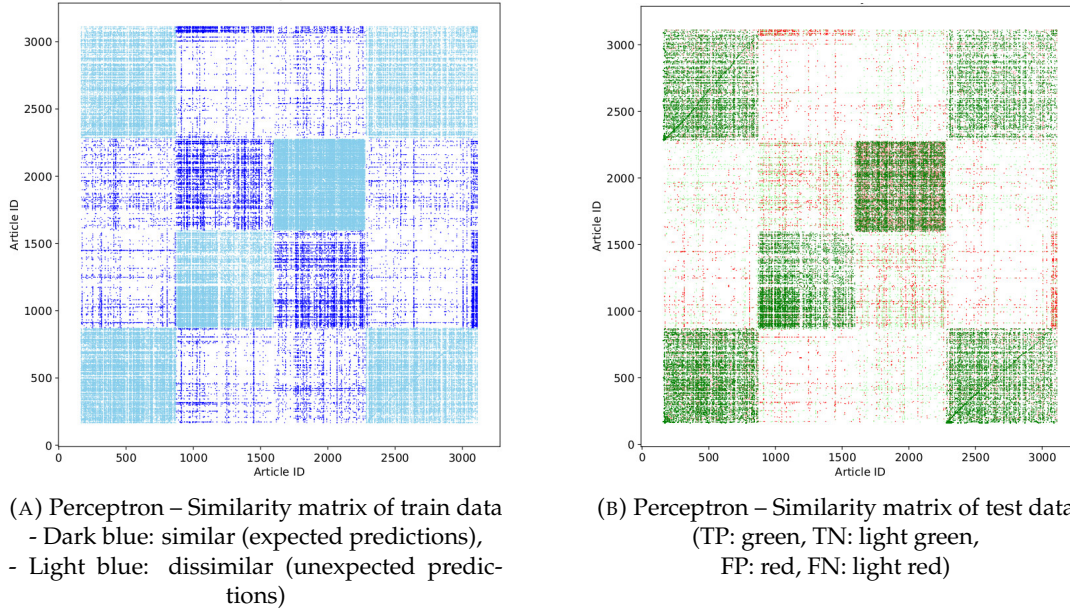 3000
2500
2000
1500
1000
500
0
Article ID
0 500 1000 1500 2000 2500 3000
Article ID
3000
2500
2000
1500
1000
500
0
Article ID
0 500 1000 1500 2000 2500 3000
Article ID
(A) Perceptron – Similarity matrix of train data
- Dark blue: similar (expected predictions),
- Light blue: dissimilar (unexpected predic-
tions)
(B) Perceptron – Similarity matrix of test data
(TP: green, TN: light green,
FP: red, FN: light red)